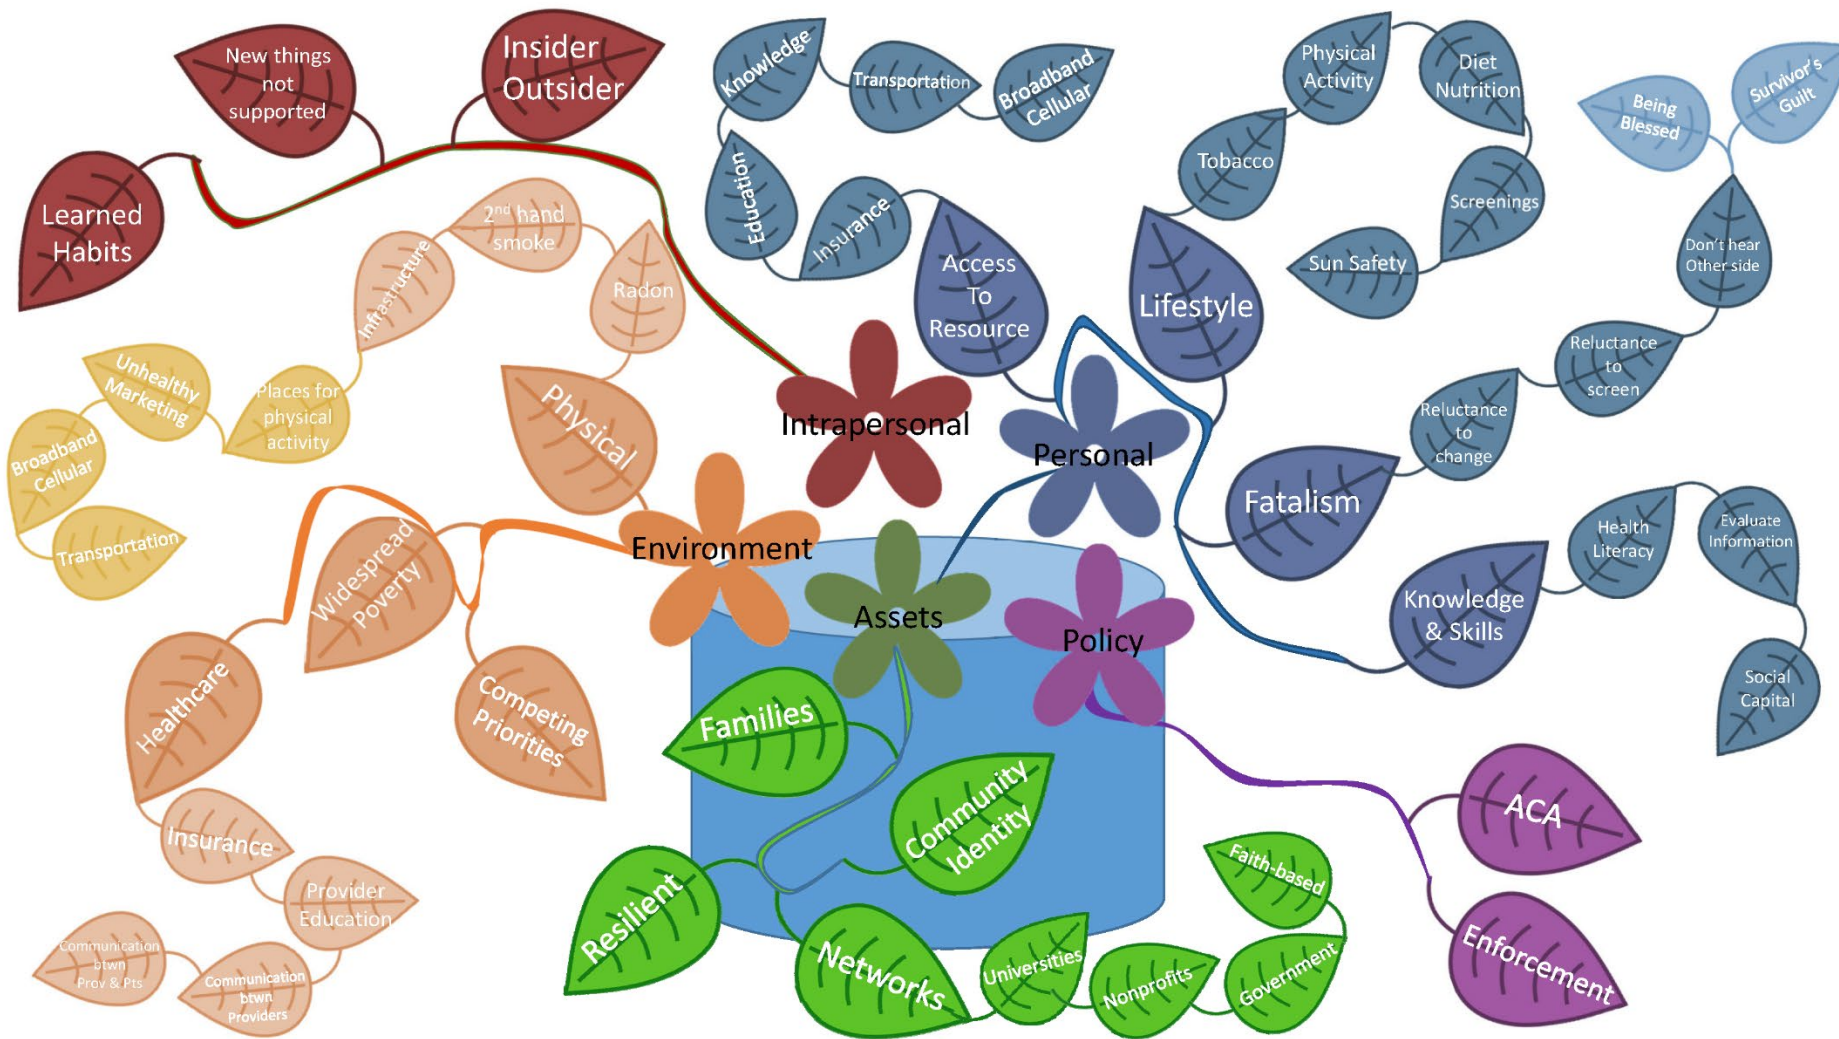 New things
not
supported
Insider
Outsider
Learned
Habits
Knowledge
Transportation
Broadband
Cellular
Education
Insurance
Access
To
Resource
Physical
Activity
Diet
Nutrition
Tobacco
Screenings
Sun Safety
Lifestyle
Being
Blessed
Survivor's
Guilt
Don't hear
Other side
Reluctance
to
screen
Reluctance
to
change
Fatalism
2nd hand
smoke
Infrastructure
Radon
Physical
Unhealthy
Marketing
Places for
physical
activity
Broadband
Cellular
Transportation
Intrapersonal
Personal
Environment
Assets
Policy
Health
Literacy
Evaluate
Information
Knowledge
& Skills
Social
Capital
Widespread
Poverty
Healthcare
Competing
Priorities
Insurance
Provider
Education
Communication
btwn
Prov & Pts
Communication
btwn
Providers
Families
Community
Identity
Resilient
Networks
Universities
Nonprofits
Government
Faith-based
ACA
Enforcement